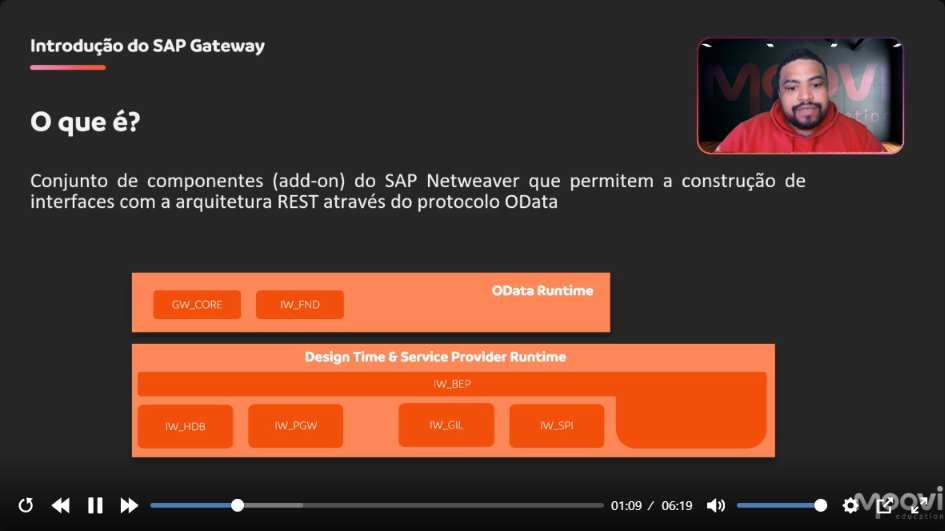 Introdução do SAP Gateway
O que é?
Conjunto de componentes (add-on) do SAP Netweaver que permitem a construção de
interfaces com a arquitetura REST através do protocolo OData
OData Runtime
GW_CORE
IW_FND
Design Time & Service Provider Runtime
IW_BEP
IW_HDB
IW_PGW
IW_GIL
IW_SPI
01:09 / 06:19
Moovi
education